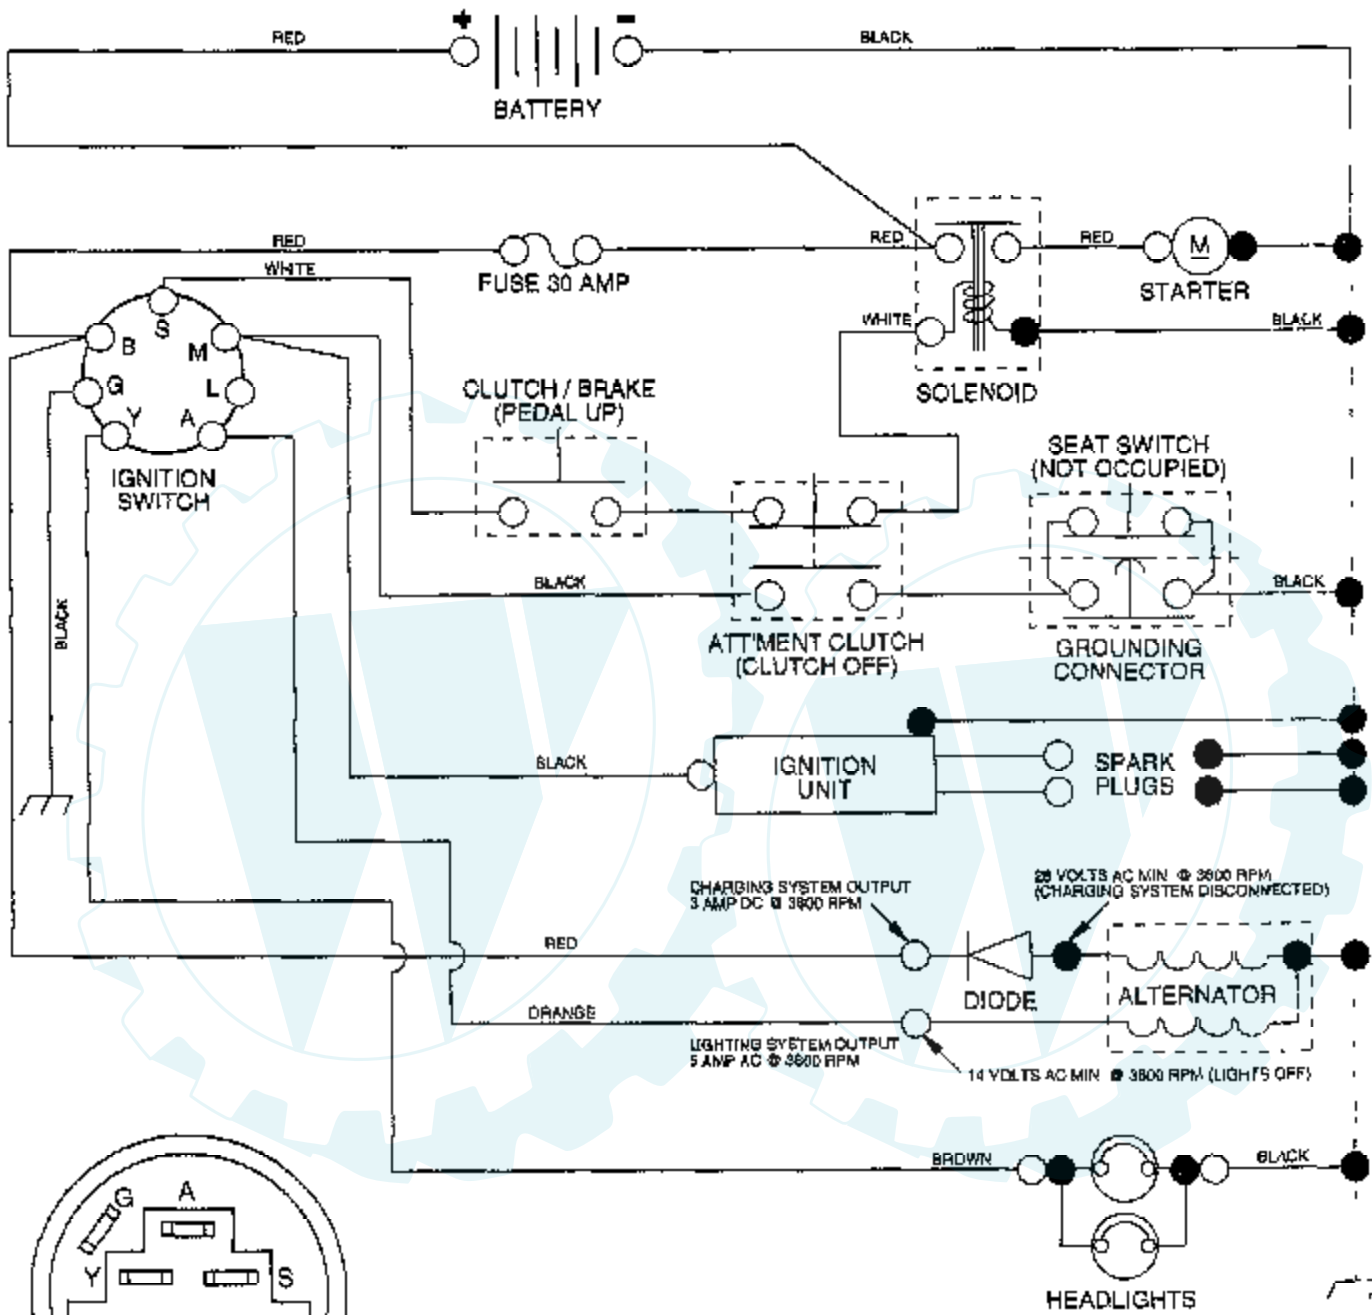 +
-
RED
BLACK
BATTERY
RED
RED
RED
WHITE
FUSE 30 AMP
M
STARTER
S
B
M
WHITE
BLACK
SOLENOID
G
L
Y
A
IGNITION
SWITCH
CLUTCH / BRAKE
(PEDAL UP)
SEAT SWITCH
(NOT OCCUPIED)
BLACK
BLACK
BLACK
ATT'MENT CLUTCH
(CLUTCH OFF)
GROUNDING
CONNECTOR
BLACK
IGNITION
UNIT
SPARK
PLUGS
CHARGING SYSTEM OUTPUT
3 AMP DC @ 3600 RPM
28 VOLTS AC MIN @ 3600 RPM
(CHARGING SYSTEM DISCONNECTED)
RED
DIODE
ALTERNATOR
ORANGE
LIGHTING SYSTEM OUTPUT
5 AMP AC @ 3600 RPM
14 VOLTS AC MIN @ 3600 RPM (LIGHTS OFF)
BROWN
BLACK
HEADLIGHTS
G
A
Y
S